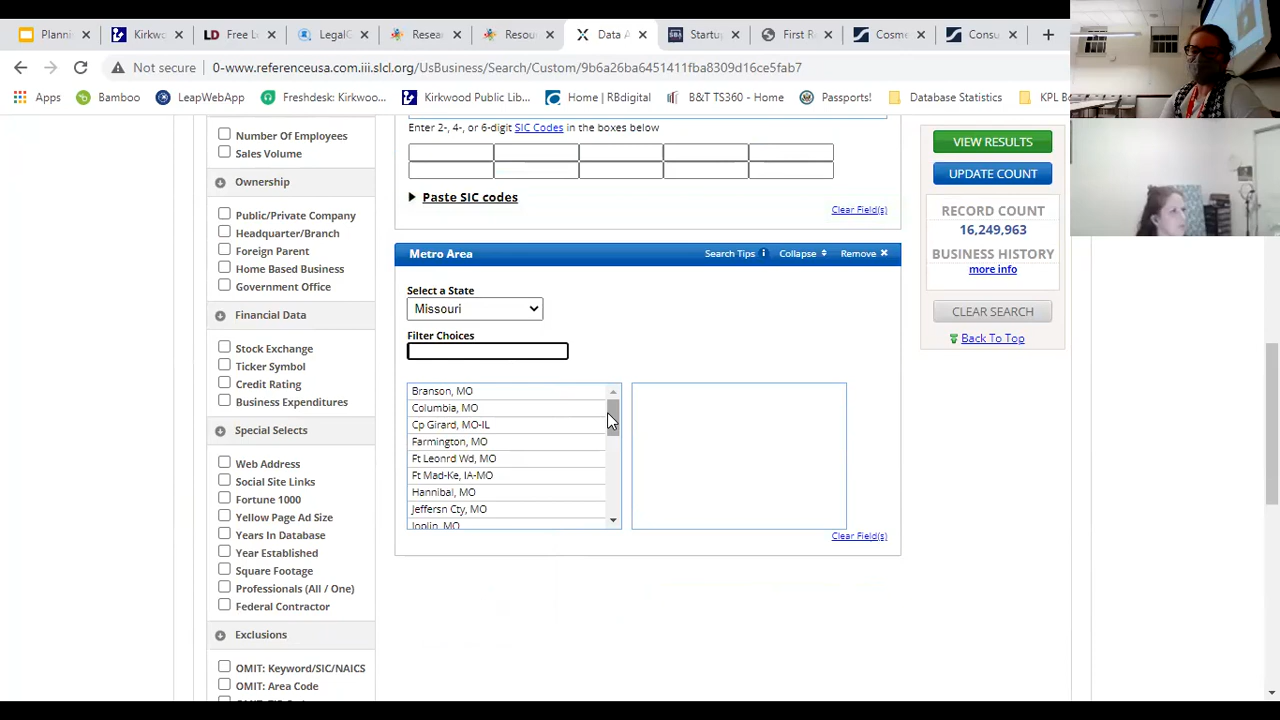 Planni
Kirkwo
Free L
LegalC
Resea
Resou
Data A
Startu
First R
Cosme
Consu
Not secure
0-www.referenceusa.com.iii.slcl.org/UsBusiness/Search/Custom/9b6a26ba6451411fba8309d16ce5fab7
Apps
Bamboo
LeapWebApp
Freshdesk: Kirkwoo...
Kirkwood Public Lib...
Home | RBdigital
B&T TS360 - Home
Passports!
Database Statistics
KPL Bo
Number Of Employees
Sales Volume
Ownership
Public/Private Company
Headquarter/Branch
Foreign Parent
Home Based Business
Government Office
Financial Data
Stock Exchange
Ticker Symbol
Credit Rating
Business Expenditures
Special Selects
Web Address
Social Site Links
Fortune 1000
Yellow Page Ad Size
Years In Database
Year Established
Square Footage
Professionals (All / One)
Federal Contractor
Exclusions
OMIT: Keyword/SIC/NAICS
OMIT: Area Code
Enter 2-, 4-, or 6-digit SIC Codes in the boxes below
Paste SIC codes
Clear Field(s)
Metro Area
Search Tips
Collapse
Remove
Select a State
Missouri
Filter Choices
Branson, MO
Columbia, MO
Cp Girard, MO-IL
Farmington, MO
Ft Leonrd Wd, MO
Ft Mad-Ke, IA-MO
Hannibal, MO
Jeffersn Cty, MO
Joplin, MO
Clear Field(s)
VIEW RESULTS
UPDATE COUNT
RECORD COUNT
16,249,963
BUSINESS HISTORY
more info
CLEAR SEARCH
Back To Top